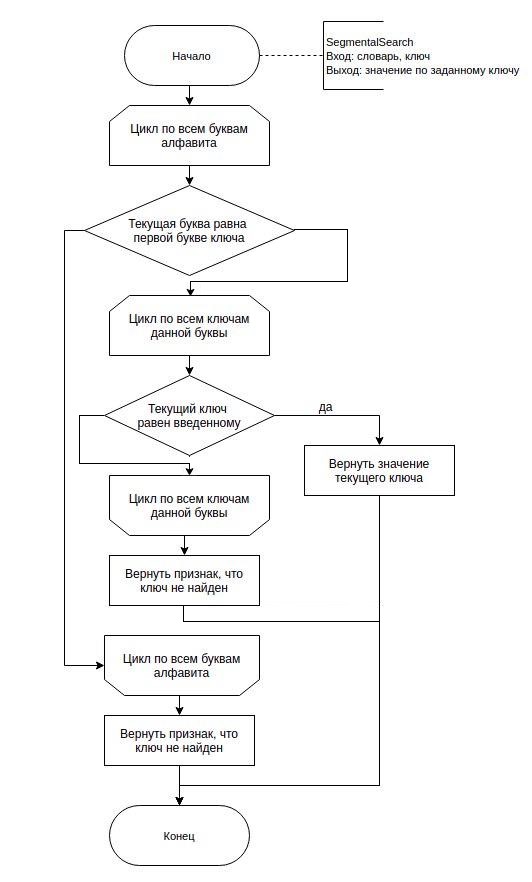 Начало
SegmentalSearch
Вход: словарь, ключ
Выход: значение по заданному ключу
Цикл по всем буквам
алфавита
Текущая буква равна
первой букве ключа
Цикл по всем ключам
данной буквы
Текущий ключ
равен введенному
да
Вернуть значение
текущего ключа
Цикл по всем ключам
данной буквы
Вернуть признак, что
ключ не найден
Цикл по всем буквам
алфавита
Вернуть признак, что
ключ не найден
Конец